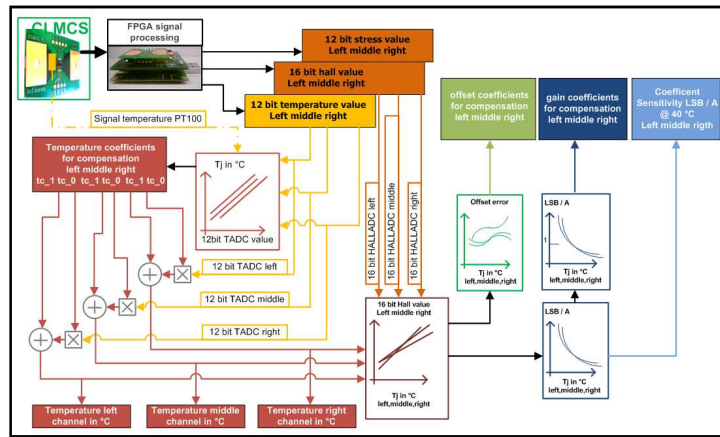 CLMCS
FPGA signal
processing
12 bit stress value
Left middle right
16 bit hall value
Left middle right
12 bit temperature value
Left middle right
offset coefficients
for compensation
left middle right
gain coefficients
for compensation
left middle right
Coefficent
Sensitivity LSB / A
@ 40 °C
Left middle rigth
Signal temperature PT100
Temperature coefficients
for compensation
left middle right
tc_1 tc_0 tc_1 tc_0 tc_1 tc_0
Tj in °C
12bit TADC value
16 bit HALLADC left
16 bit HALLADC middle
16 bit HALLADC right
Offset error
Tj in °C
left,middle,right
LSB / A
1
Tj in °C
left,middle,right
12 bit TADC left
12 bit TADC middle
12 bit TADC right
16 bit Hall value
Left middle right
Tj in °C
left,middle,right
LSB / A
Tj in °C
left,middle,right
Temperature left
channel in °C
Temperature middle
channel in °C
Temperature right
channel in °C